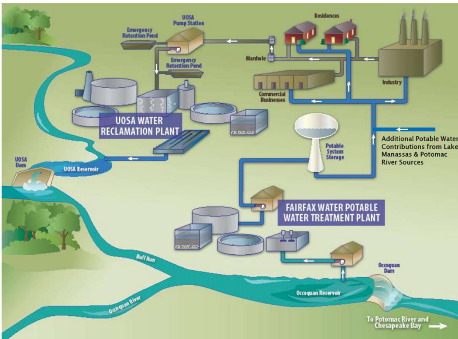 UOSA
Pump Station
Residences
Emergency
Retention Pond
Manhole
Emergency
Retention Pond
Industry
Commercial
Businesses
UOSA WATER
RECLAMATION PLANT
Potable
System
Storage
Additional Potable Water
Contributions from Lake
Manassas & Potomac
River Sources
UOSA
Dam
UOSA Reservoir
FAIRFAX WATER POTABLE
WATER TREATMENT PLANT
Bull Run
Occoquan
Dam
Occoquan Reservoir
Occoquan River
To Potomac River and
Chesapeake Bay